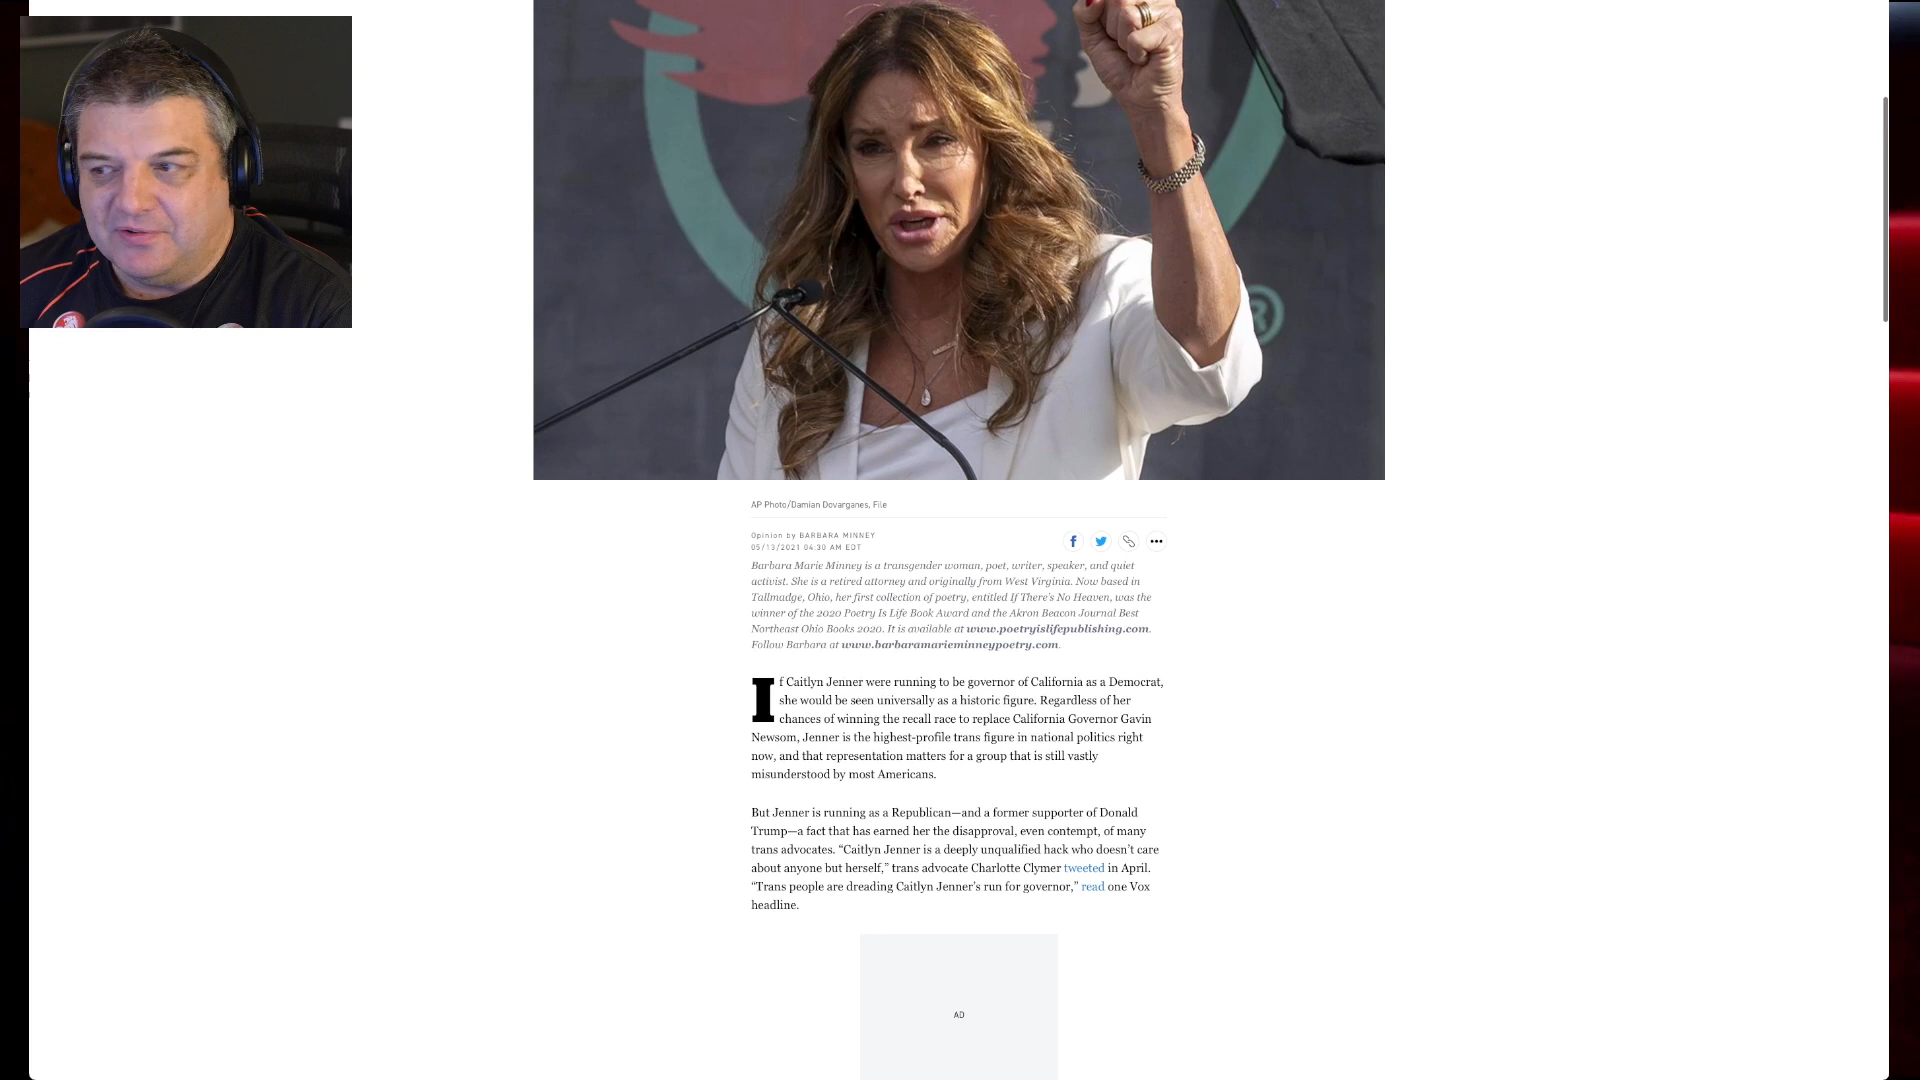 ®
AP Photo/Damian Dovarganes, File
Opinion by BARBARA MINNEY
05/13/2021 04:30 AM EDT
Barbara Marie Minney is a transgender woman, poet, writer, speaker, and quiet
activist. She is a retired attorney and originally from West Virginia. Now based in
Tallmadge, Ohio, her first collection of poetry, entitled If There's No Heaven, was the
winner of the 2020 Poetry Is Life Book Award and the Akron Beacon Journal Best
Northeast Ohio Books 2020. It is available at www.poetryislifepublishing.com.
Follow Barbara at www.barbaramarieminneypoetry.com.
If Caitlyn Jenner were running to be governor of California as a Democrat,
she would be seen universally as a historic figure. Regardless of her
chances of winning the recall race to replace California Governor Gavin
Newsom, Jenner is the highest-profile trans figure in national politics right
now, and that representation matters for a group that is still vastly
misunderstood by most Americans.
But Jenner is running as a Republican—and a former supporter of Donald
Trump—a fact that has earned her the disapproval, even contempt, of many
trans advocates. “Caitlyn Jenner is a deeply unqualified hack who doesn’t care
about anyone but herself,” trans advocate Charlotte Clymer tweeted in April.
“Trans people are dreading Caitlyn Jenner’s run for governor,” read one Vox
headline.
AD